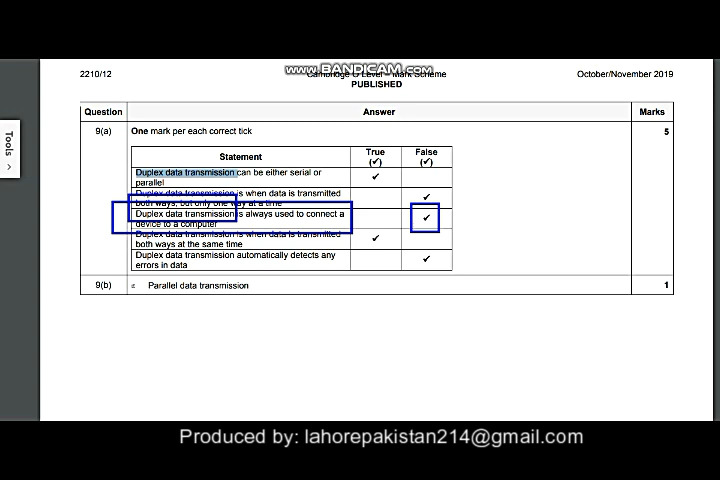 www.BANDICAM.com
2210/12 Cambridge O Level – Mark Scheme October/November 2019
PUBLISHED
Question Answer Marks
9(a) One mark per each correct tick 5
Statement True (✓) False (✓)
Duplex data transmission can be either serial or
parallel ✓
Duplex data transmission is when data is transmitted
both ways, but only one way at a time ✓
Duplex data transmission is always used to connect a
device to a computer ✓
Duplex data transmission is when data is transmitted
both ways at the same time ✓
Duplex data transmission automatically detects any
errors in data ✓
9(b) Parallel data transmission 1
Tools
Produced by: lahorepakistan214@gmail.com